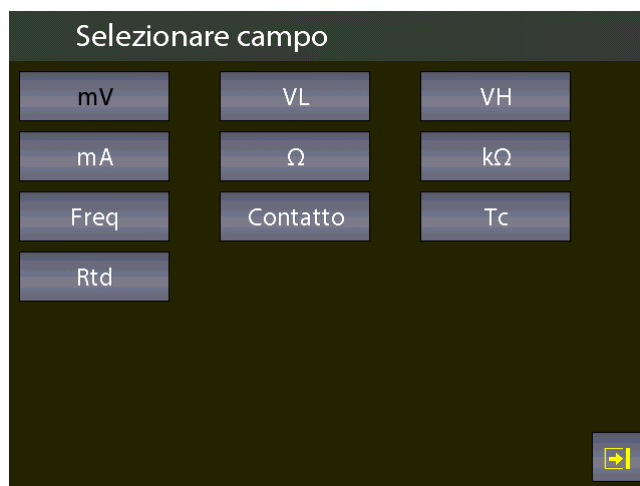 Selezionare campo
mV VL VH
mA Ω kΩ
Freq Contatto Tc
Rtd